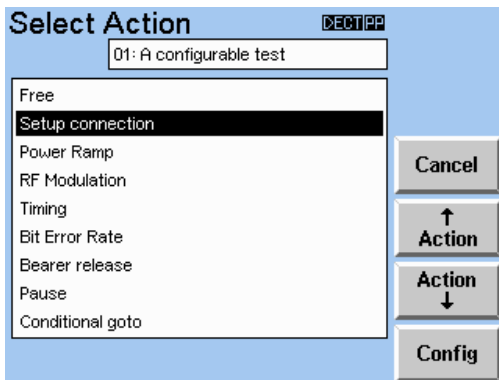 Select Action
DECT PP
01: A configurable test
Free
Setup connection
Power Ramp
RF Modulation
Timing
Bit Error Rate
Bearer release
Pause
Conditional goto
Cancel
↑
Action
Action
↓
Config